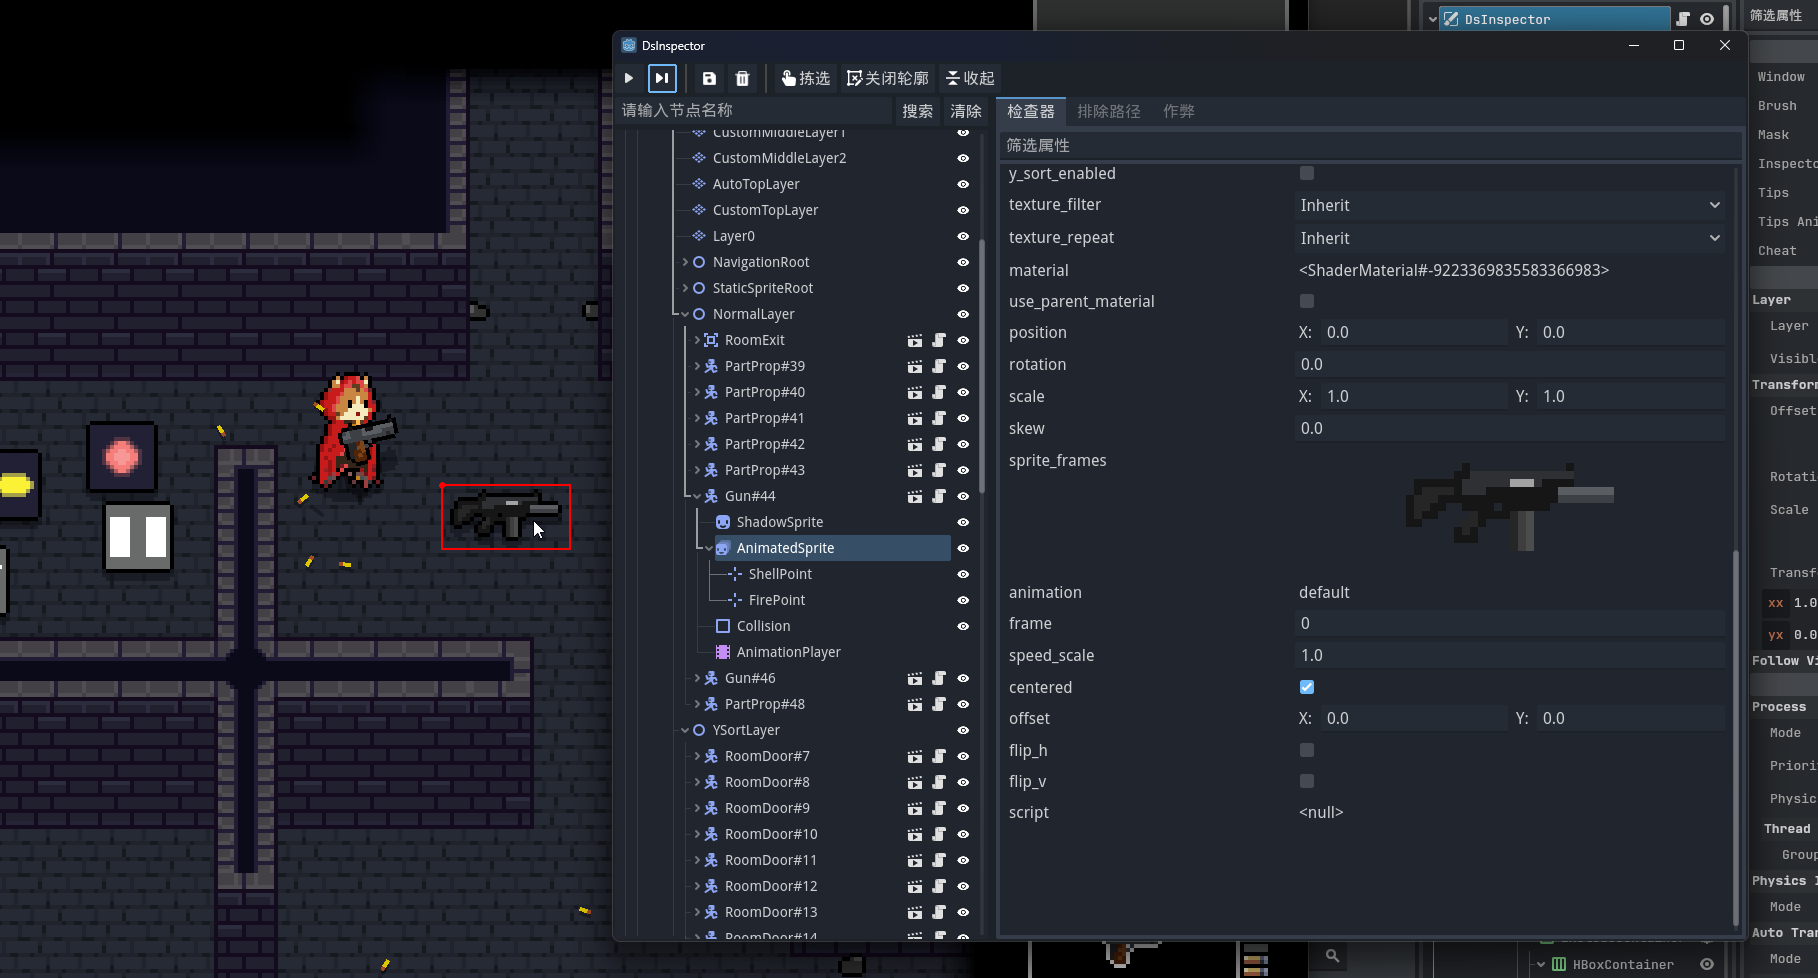 DsInspector
筛选属性
DsInspector
拣选
关闭轮廓
收起
请输入节点名称
搜索
清除
检查器
排除路径
作弊
筛选属性
CustomMiddleLayer1
CustomMiddleLayer2
AutoTopLayer
CustomTopLayer
Layer0
NavigationRoot
StaticSpriteRoot
NormalLayer
RoomExit
PartProp#39
PartProp#40
PartProp#41
PartProp#42
PartProp#43
Gun#44
ShadowSprite
AnimatedSprite
ShellPoint
FirePoint
Collision
AnimationPlayer
Gun#46
PartProp#48
YSortLayer
RoomDoor#7
RoomDoor#8
RoomDoor#9
RoomDoor#10
RoomDoor#11
RoomDoor#12
RoomDoor#13
RoomDoor#14
y_sort_enabled
texture_filter Inherit
texture_repeat Inherit
material <ShaderMaterial#-9223369835583366983>
use_parent_material
position X: 0.0 Y: 0.0
rotation 0.0
scale X: 1.0 Y: 1.0
skew 0.0
sprite_frames
animation default
frame 0
speed_scale 1.0
centered
offset X: 0.0 Y: 0.0
flip_h
flip_v
script <null>
Window
Brush
Mask
Inspecto
Tips
Tips Ani
Cheat
Layer
Layer
Visibl
Transform
Offset
Rotati
Scale
Transf
xx 1.0
yx 0.0
Follow Vi
Process
Mode
Priori
Physic
Thread
Group
Physics I
Mode
Auto Tran
Mode
HBoxContainer